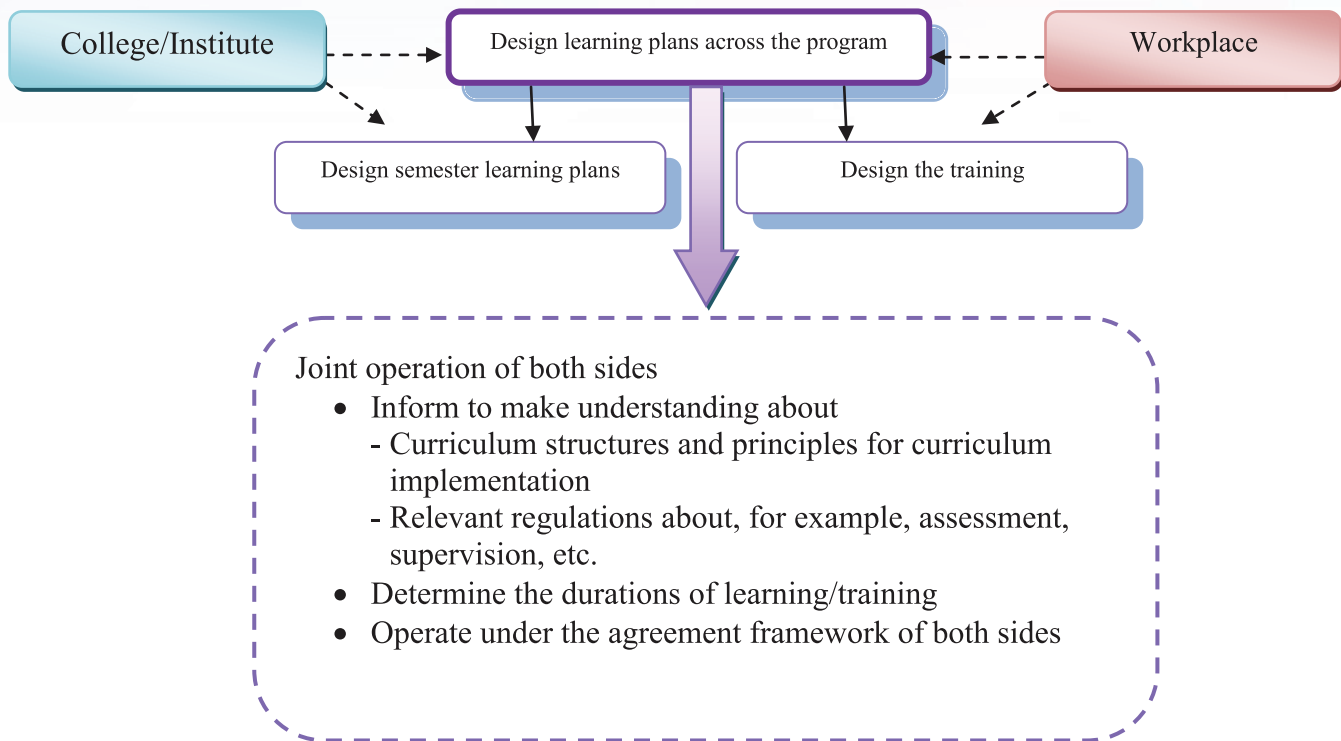 College/Institute
Design learning plans across the program
Workplace
Design semester learning plans
Design the training
Joint operation of both sides
• Inform to make understanding about
- Curriculum structures and principles for curriculum
implementation
- Relevant regulations about, for example, assessment,
supervision, etc.
• Determine the durations of learning/training
• Operate under the agreement framework of both sides